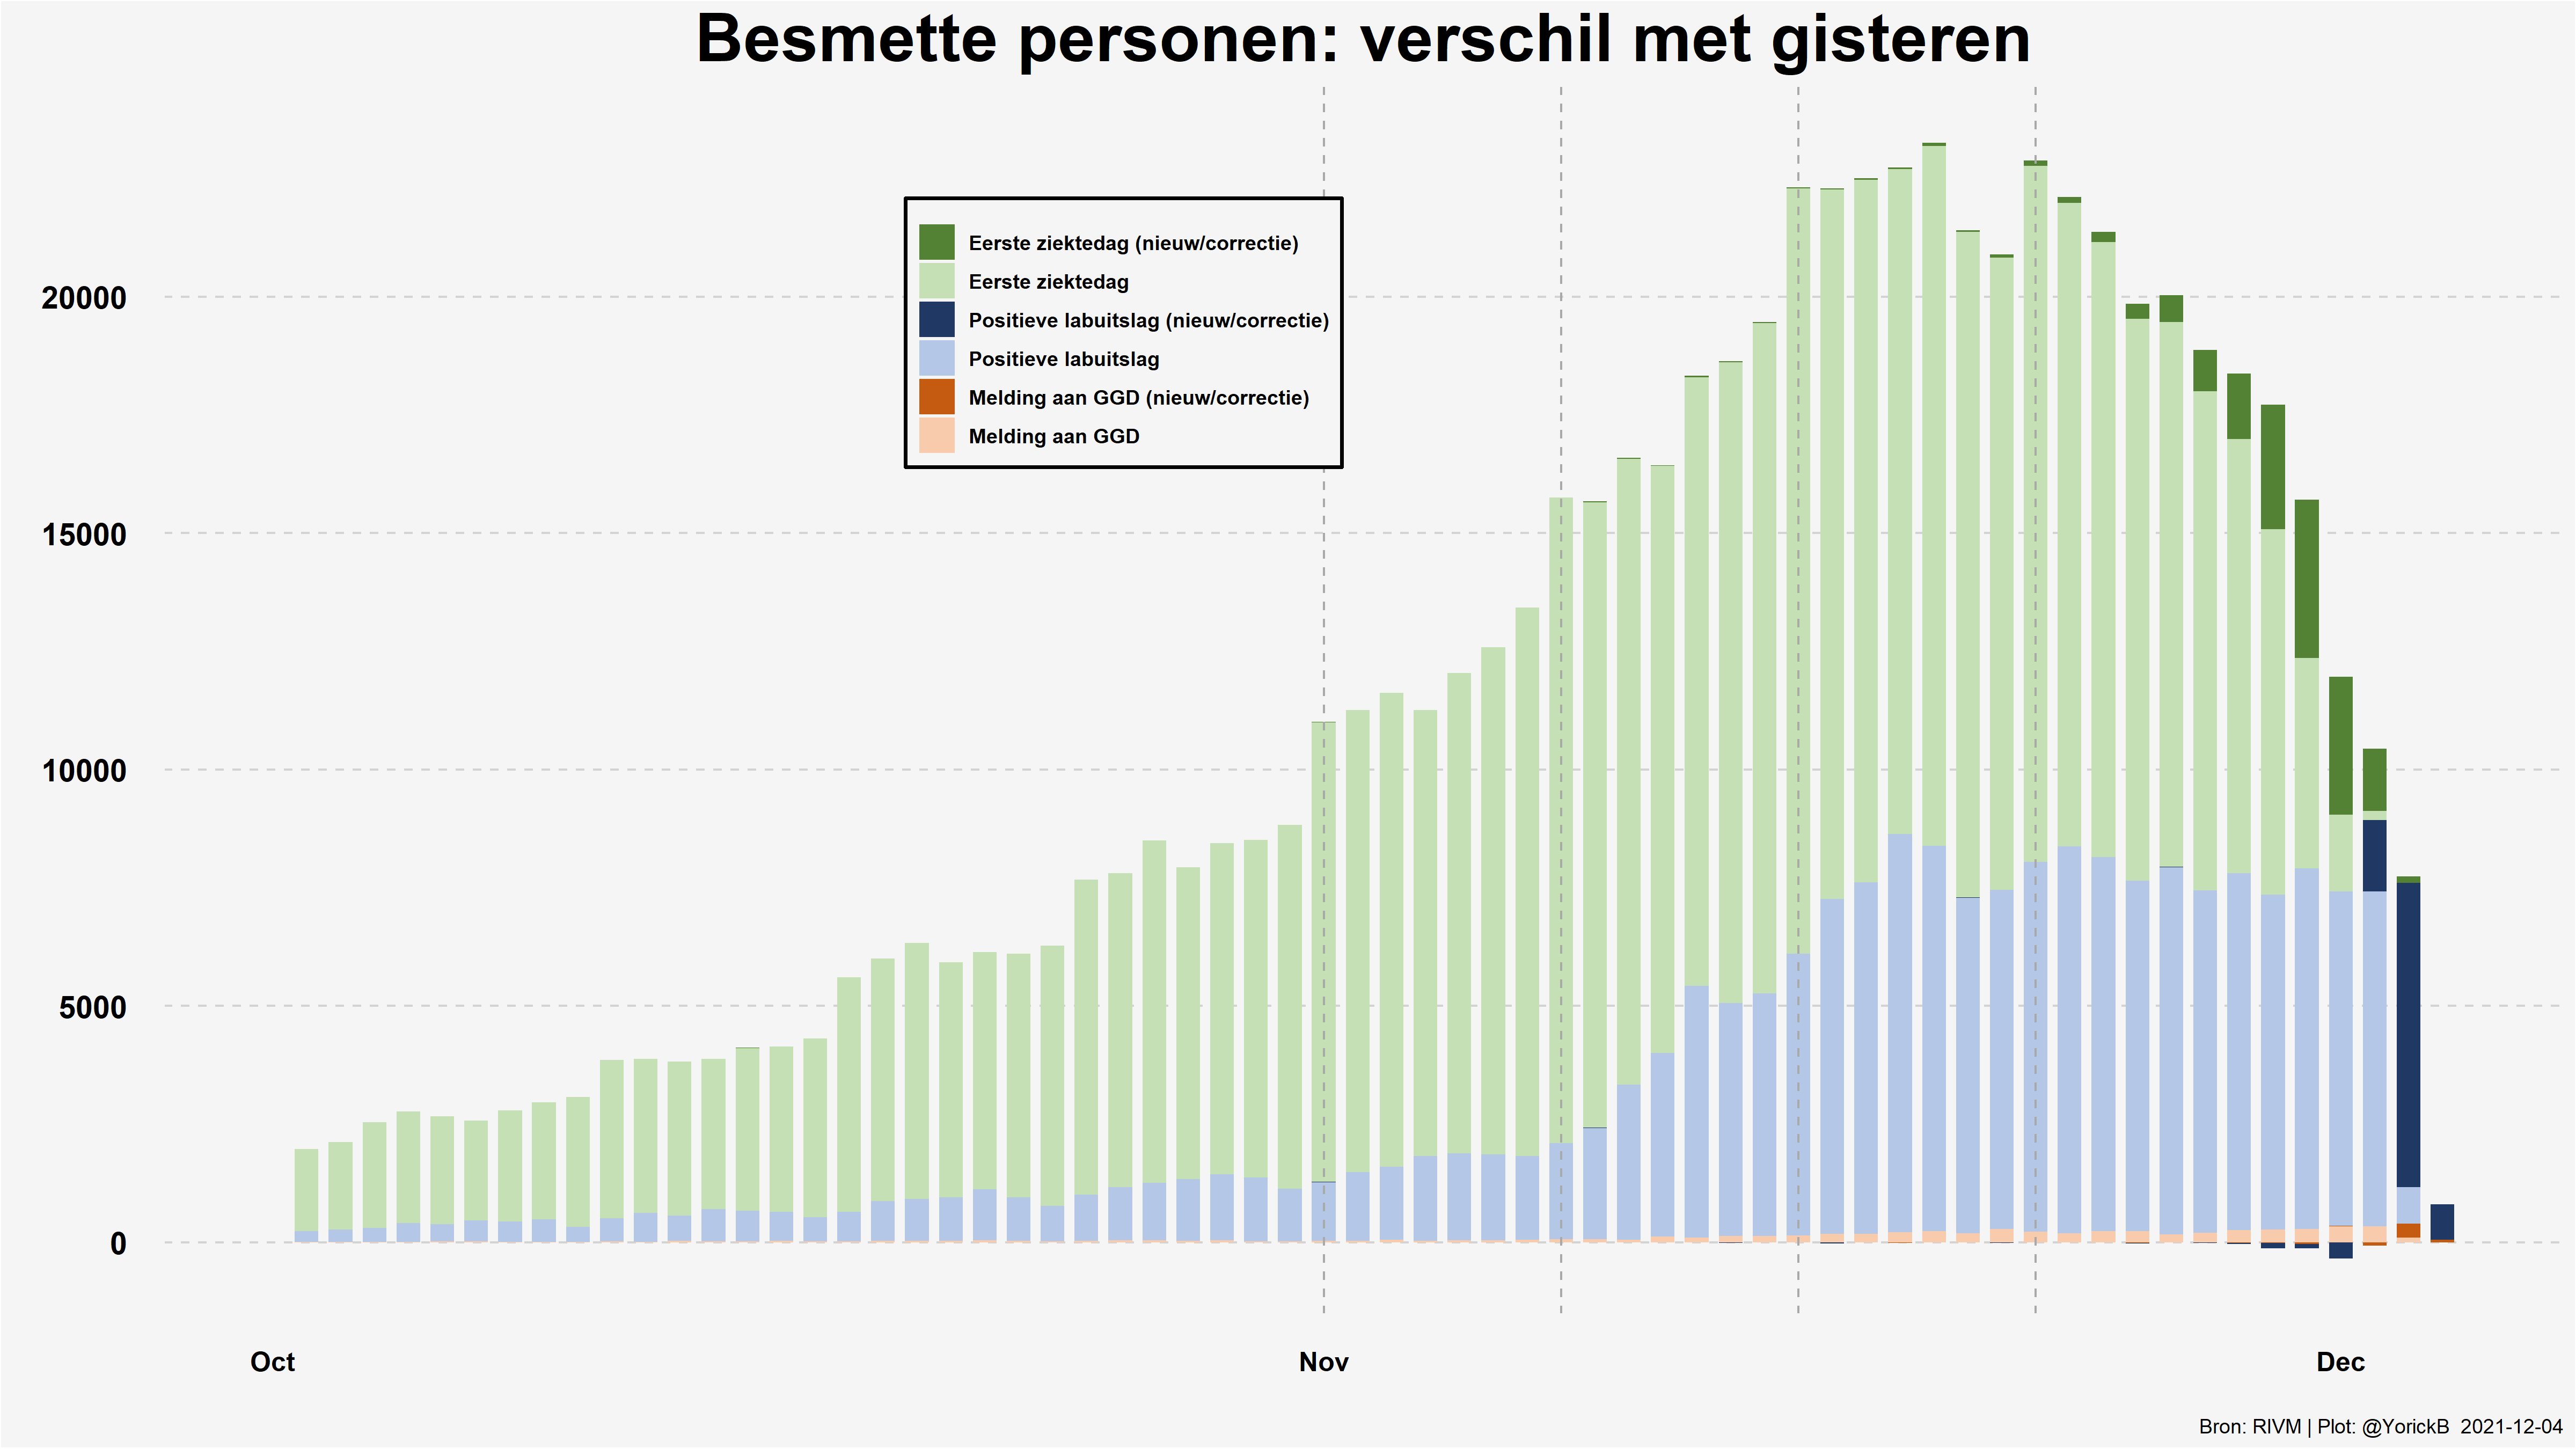 Besmette personen: verschil met gisteren
Eerste ziektedag (nieuw/correctie)
Eerste ziektedag
Positieve labuitslag (nieuw/correctie)
Positieve labuitslag
Melding aan GGD (nieuw/correctie)
Melding aan GGD
20000
15000
10000
5000
0
Oct Nov Dec
Bron: RIVM | Plot: @YorickB 2021-12-04